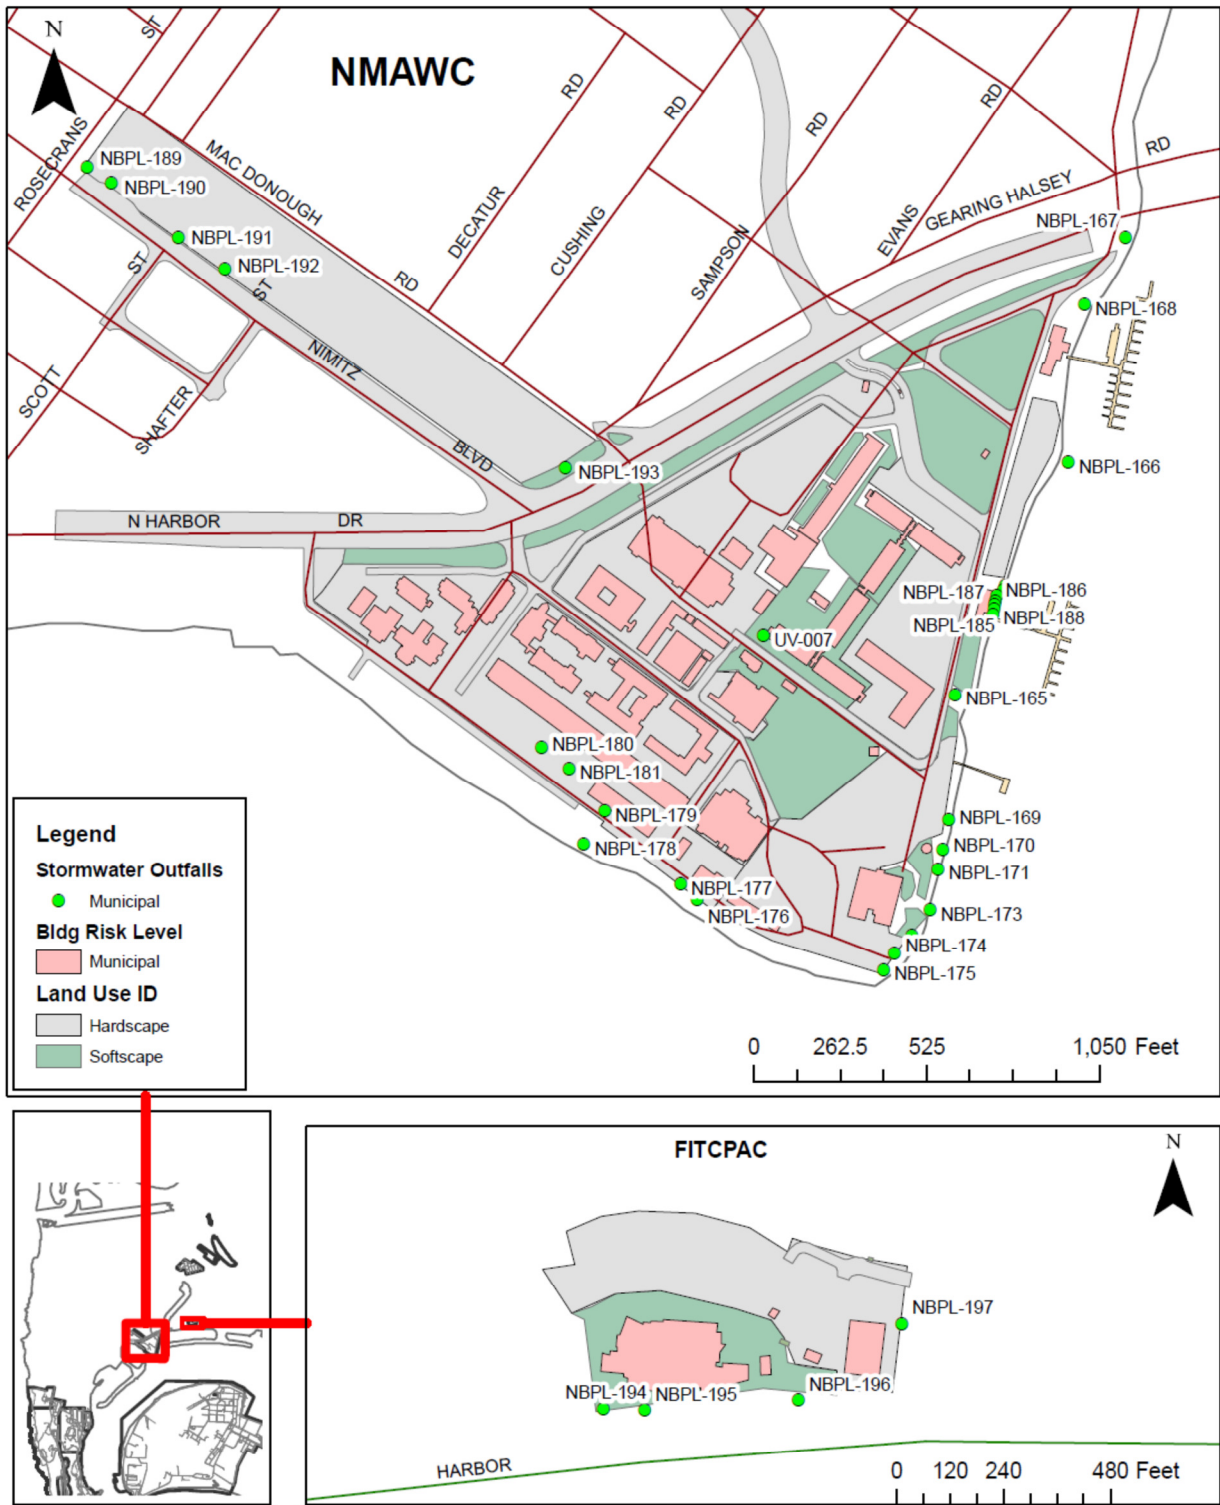 N
NMAWC
ST
RD
RD
RD
RD
RD
ROSECRANS
NBPL-189
NBPL-190
MAC DONOUGH
DECATUR
CUSHING
SAMPSON
EVANS
GEARING HALSEY
NBPL-167
NBPL-191
NBPL-192
ST
ST
RD
NBPL-168
NIMITZ
SCOTT
SHAFTER
BLVD
NBPL-193
NBPL-166
N HARBOR
DR
NBPL-187
NBPL-186
NBPL-185
NBPL-188
UV-007
NBPL-165
NBPL-180
NBPL-181
NBPL-179
NBPL-178
NBPL-169
NBPL-170
NBPL-171
NBPL-177
NBPL-176
NBPL-173
NBPL-174
NBPL-175
Legend
Stormwater Outfalls
Municipal
Bldg Risk Level
Municipal
Land Use ID
Hardscape
Softscape
0 262.5 525 1,050 Feet
FITCPAC
N
NBPL-197
NBPL-194
NBPL-195
NBPL-196
HARBOR
0 120 240 480 Feet